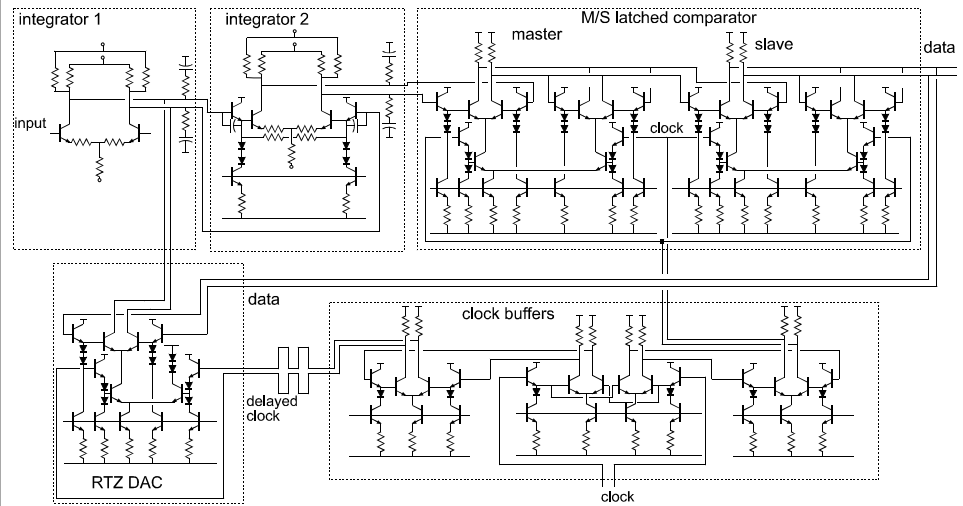 integrator 1
integrator 2
M/S latched comparator
master
slave
data
input
clock
data
clock buffers
delayed
clock
RTZ DAC
clock